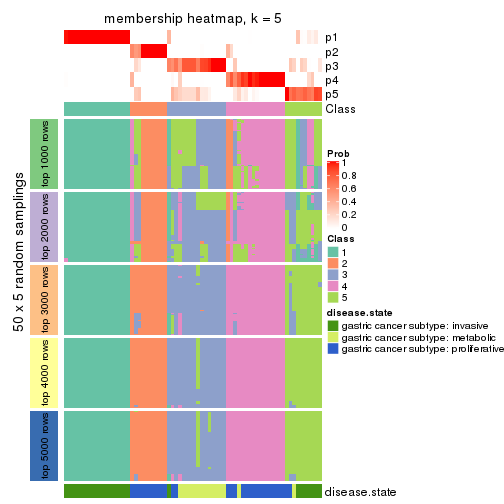 membership heatmap, k = 5
p1
p2
p3
p4
p5
Class
50 x 5 random samplings
top 1000 rows
top 2000 rows
top 3000 rows
top 4000 rows
top 5000 rows
Prob
1
0.8
0.6
0.4
0.2
0
Class
1
2
3
4
5
disease.state
gastric cancer subtype: invasive
gastric cancer subtype: metabolic
gastric cancer subtype: proliferative
disease.state